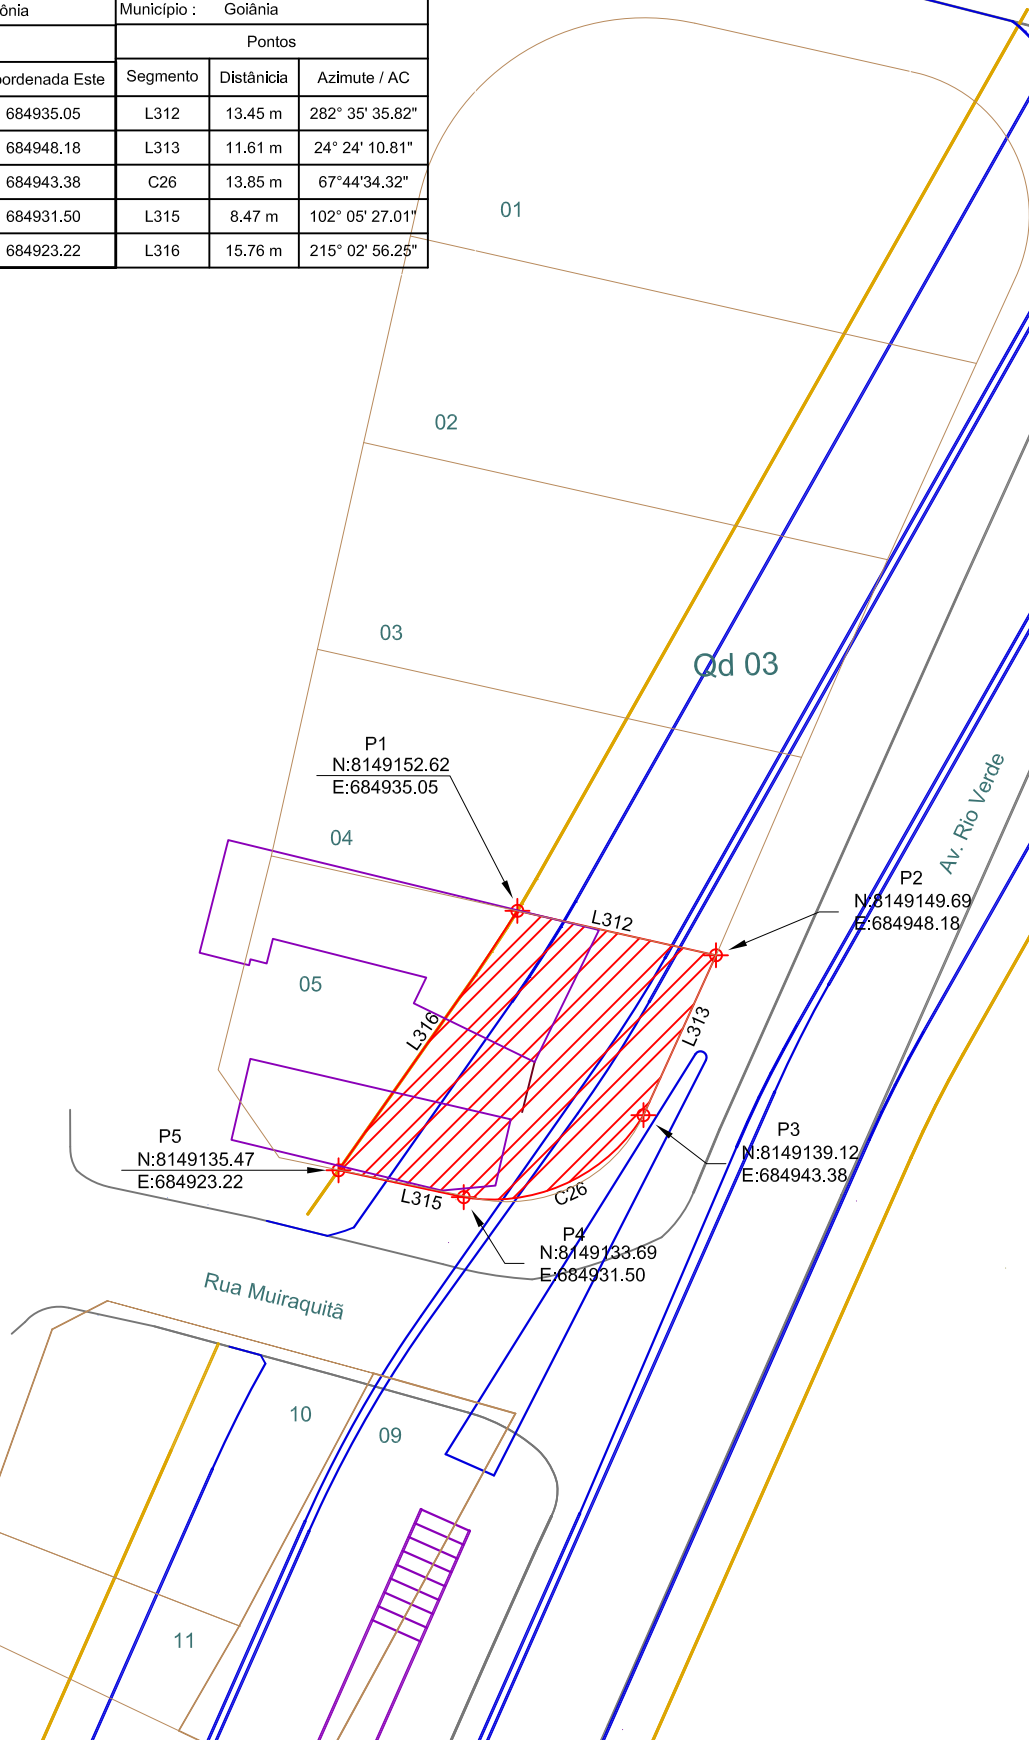 ônia Município : Goiânia
Pontos
oordenada Este Segmento Distânicia Azimute / AC
684935.05 L312 13.45 m 282° 35' 35.82"
684948.18 L313 11.61 m 24° 24' 10.81"
684943.38 C26 13.85 m 67°44'34.32"
684931.50 L315 8.47 m 102° 05' 27.01"
684923.22 L316 15.76 m 215° 02' 56.25"
01
02
03
Qd 03
P1
N:8149152.62
E:684935.05
04
Av. Rio Verde
P2
N:8149149.69
E:684948.18
L312
05
L316
L313
P5
N:8149135.47
E:684923.22
P3
N:8149139.12
E:684943.38
L315
C26
P4
N:8149133.69
E:684931.50
Rua Muiraquitã
10
09
11